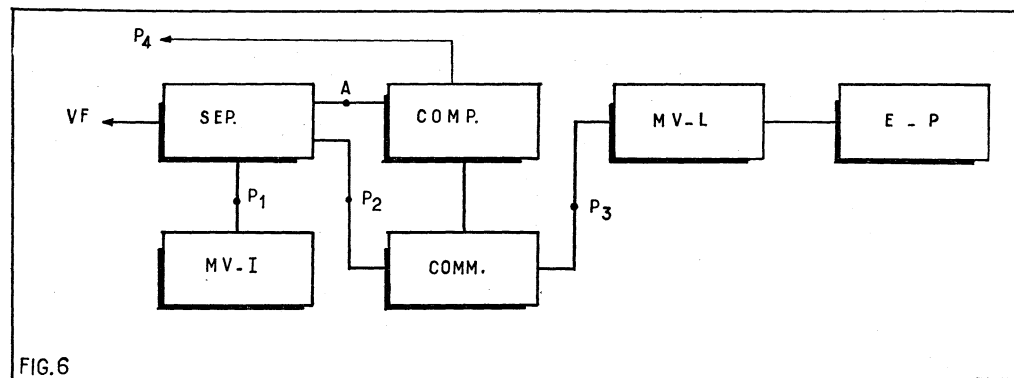 P4
A
VF
SEP.
COMP.
MV-L
E-P
P1
P2
P3
MV-I
COMM.
FIG.6